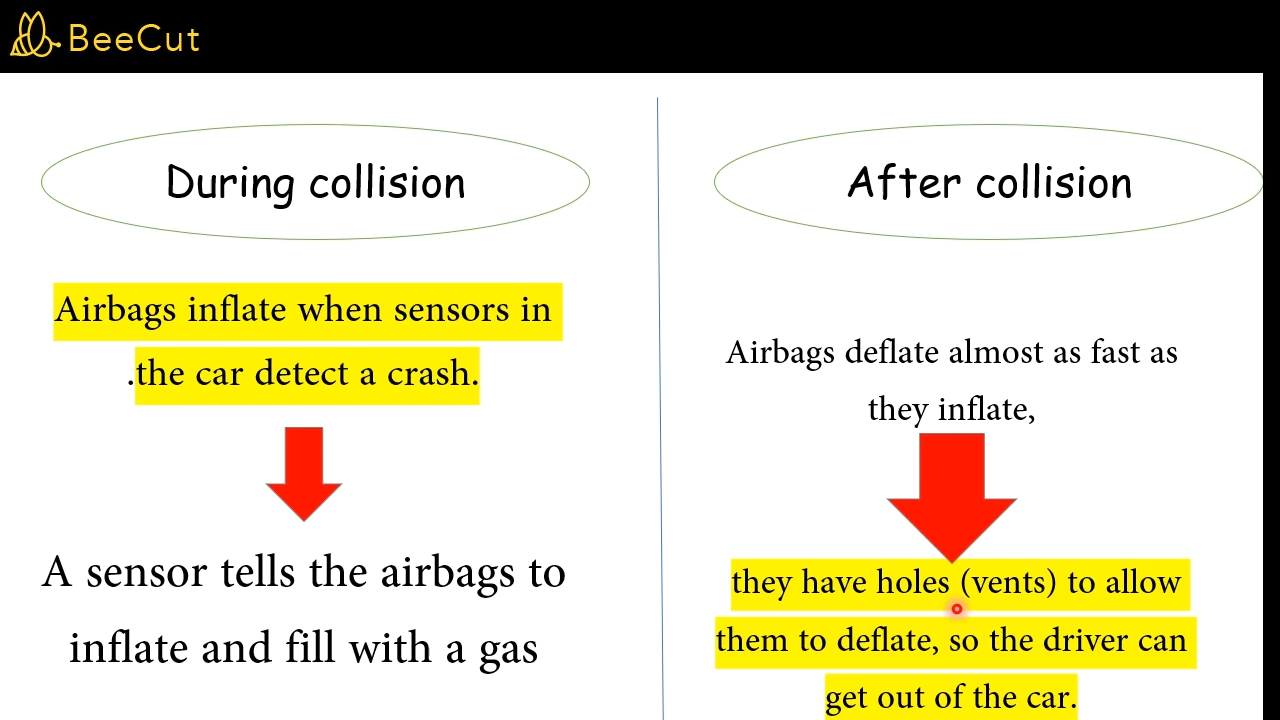 BeeCut
During collision
Airbags inflate when sensors in
.the car detect a crash.
A sensor tells the airbags to
inflate and fill with a gas
After collision
Airbags deflate almost as fast as
they inflate,
they have holes (vents) to allow
them to deflate, so the driver can
get out of the car.